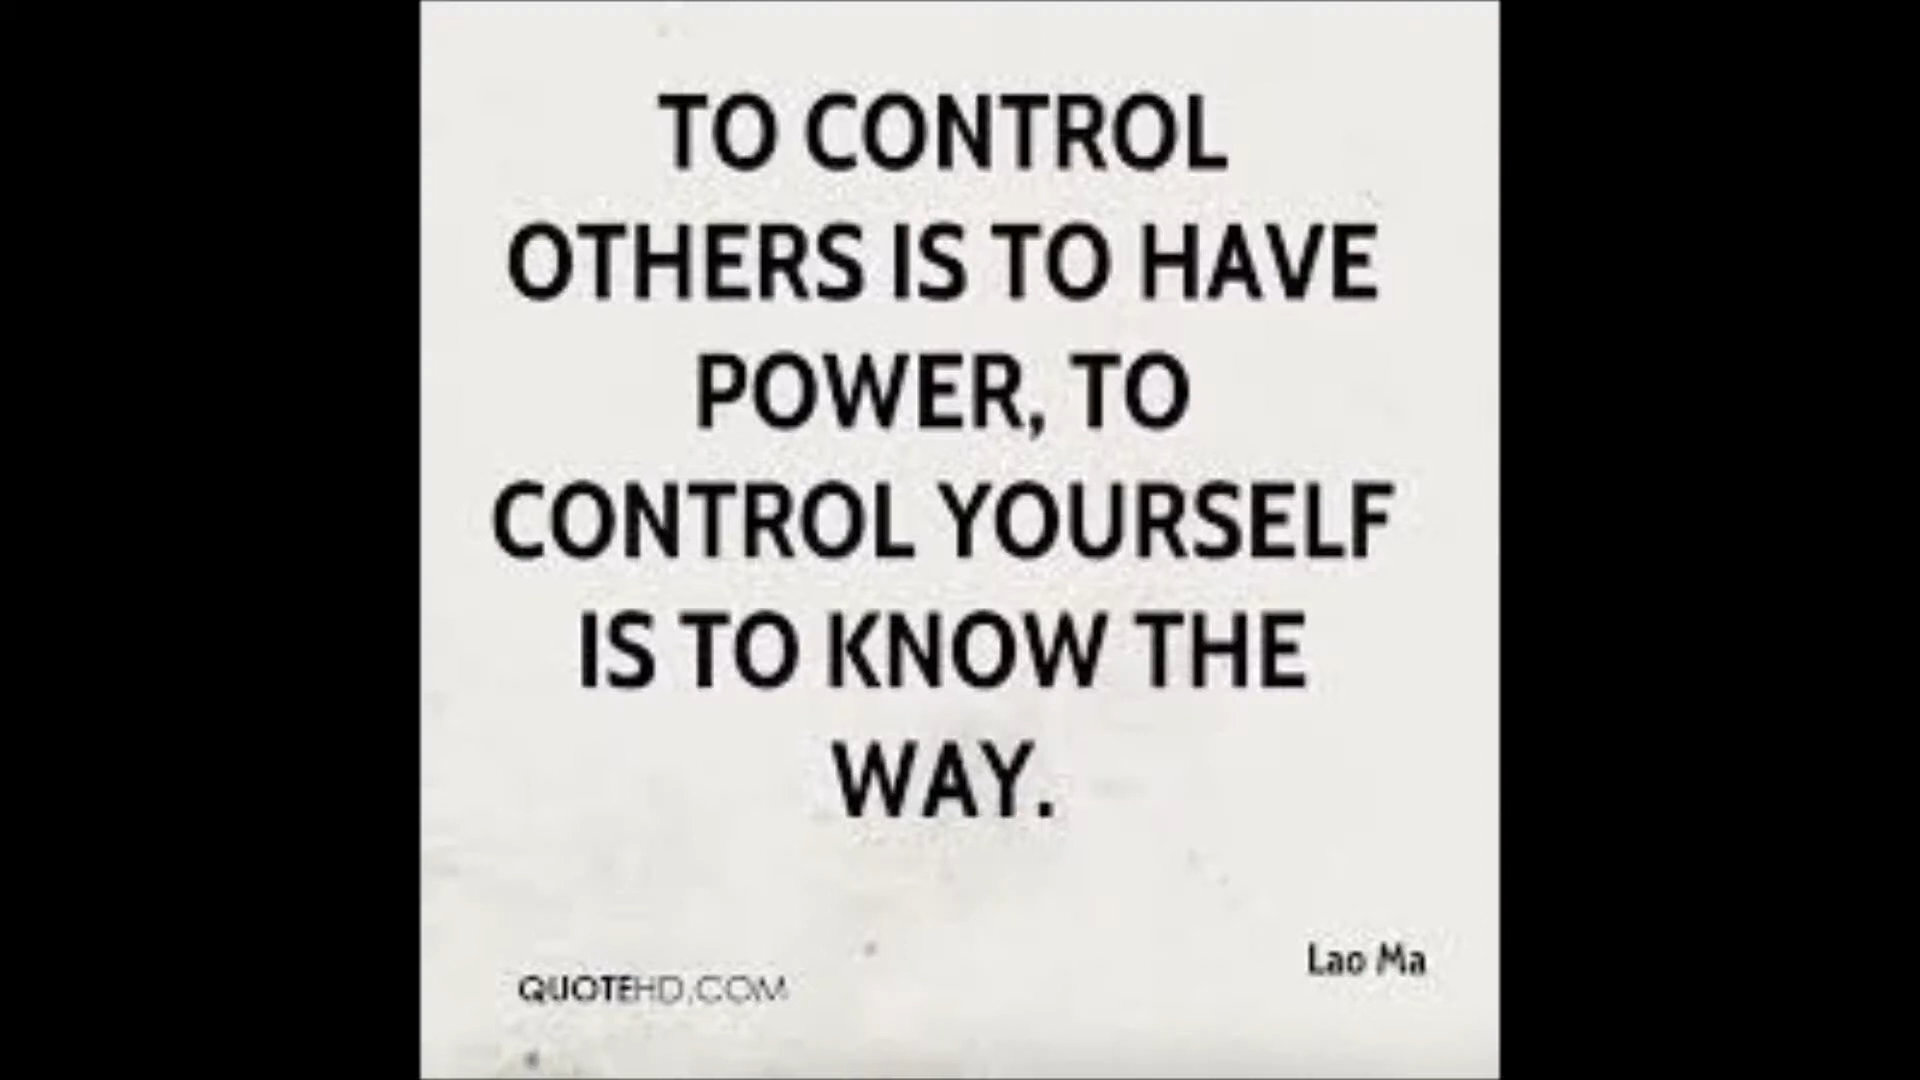 TO CONTROL
OTHERS IS TO HAVE
POWER, TO
CONTROL YOURSELF
IS TO KNOW THE
WAY.
Lao Ma
QUOTEHD.COM